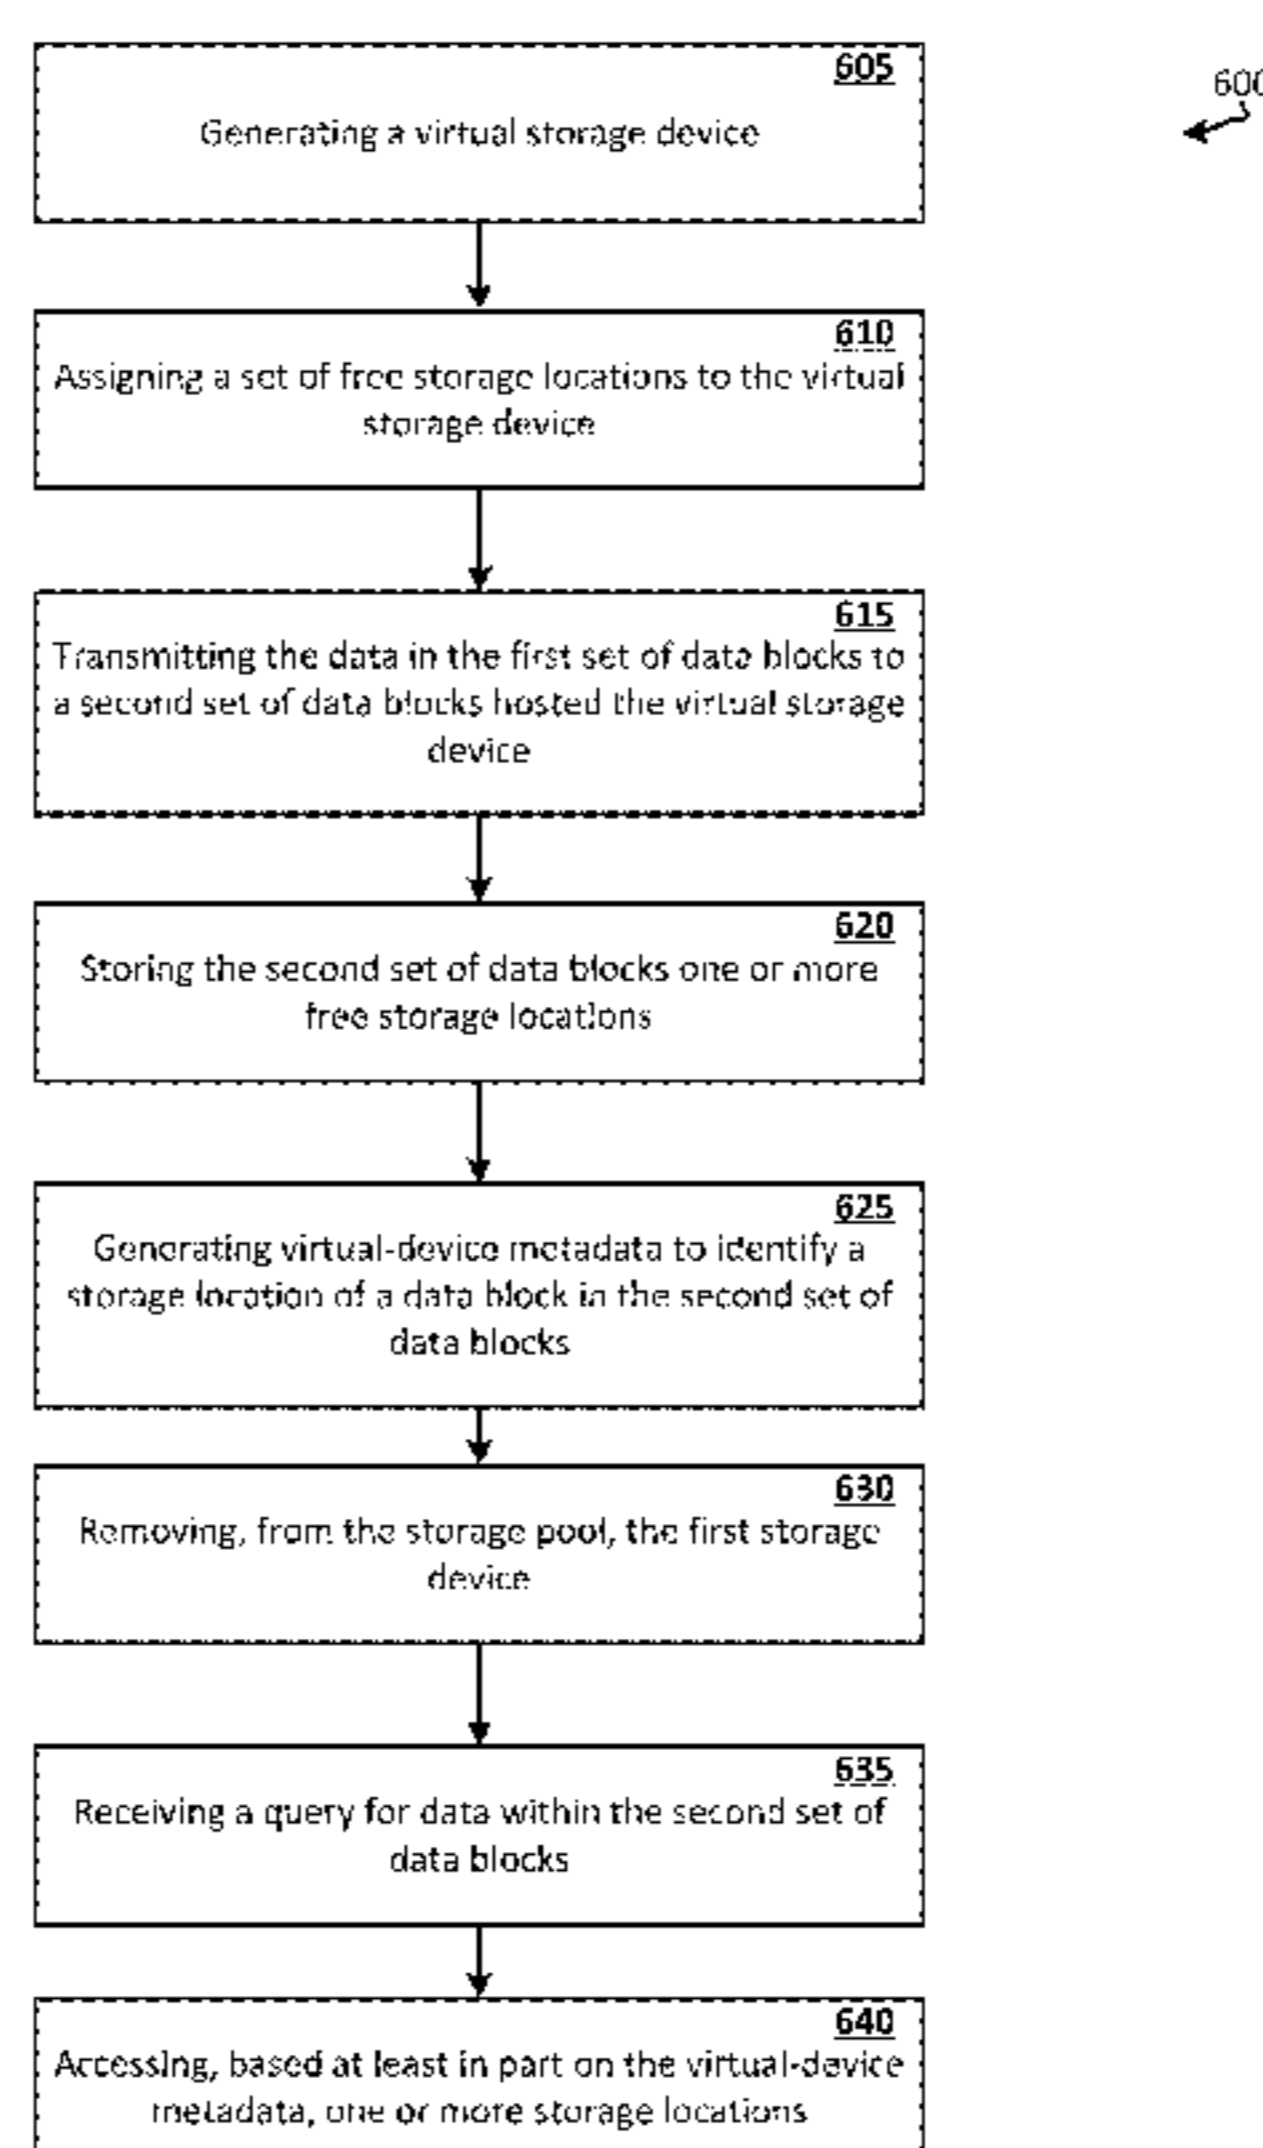 605
600
Generating a virtual storage device
610
Assigning a set of free storage locations to the virtual
storage device
615
Transmitting the data in the first set of data blocks to
a second set of data blocks hosted the virtual storage
device
620
Storing the second set of data blocks one or more
free storage locations
625
Generating virtual-device metadata to identify a
storage location of a data block in the second set of
data blocks
630
Removing, from the storage pool, the first storage
device
635
Receiving a query for data within the second set of
data blocks
640
Accessing, based at least in part on the virtual-device
metadata, one or more storage locations